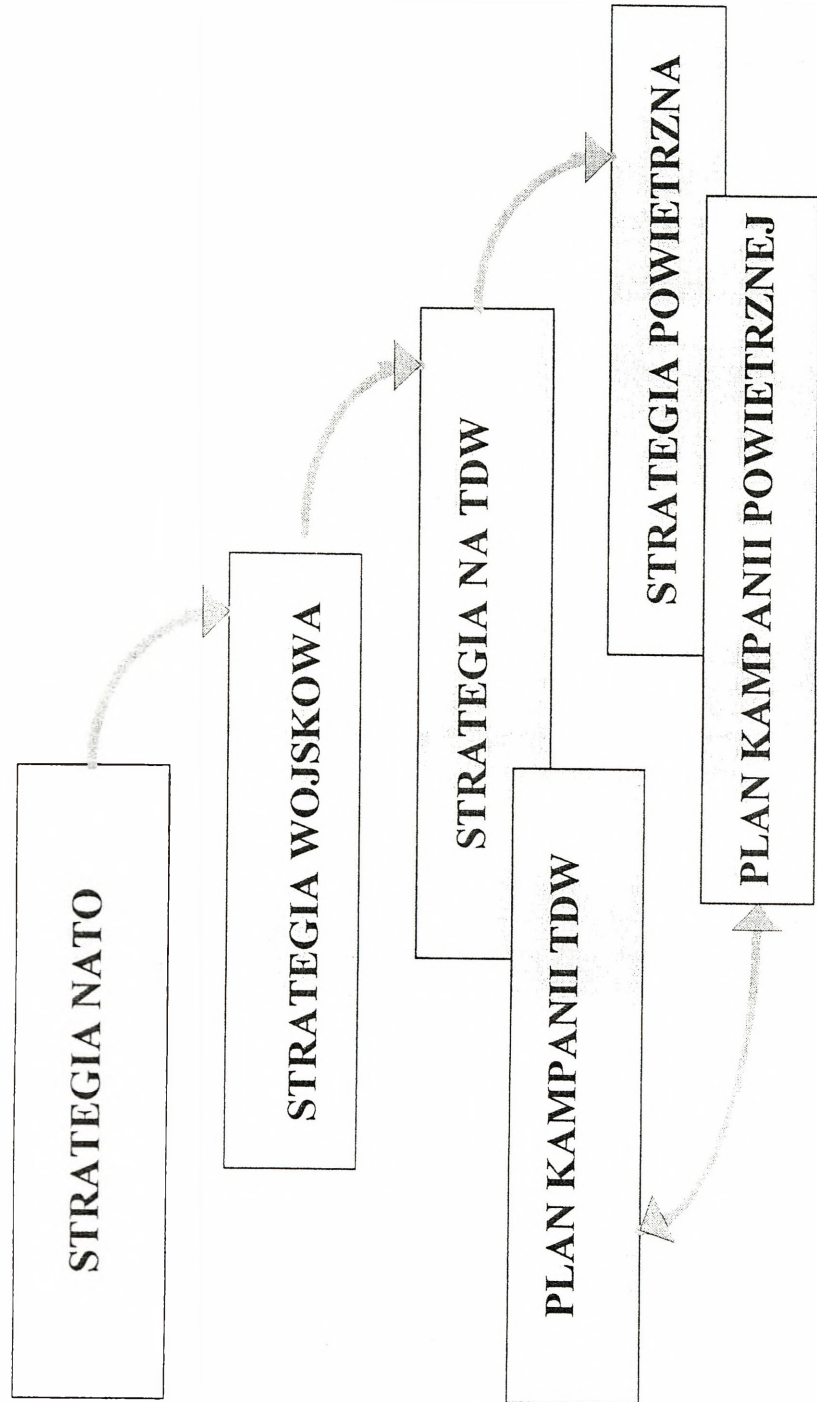 STRATEGIA NATO
STRATEGIA WOJSKOWA
STRATEGIA NA TDW
PLAN KAMPANII TDW
STRATEGIA POWIETRZNA
PLAN KAMPANII POWIETRZNEJ